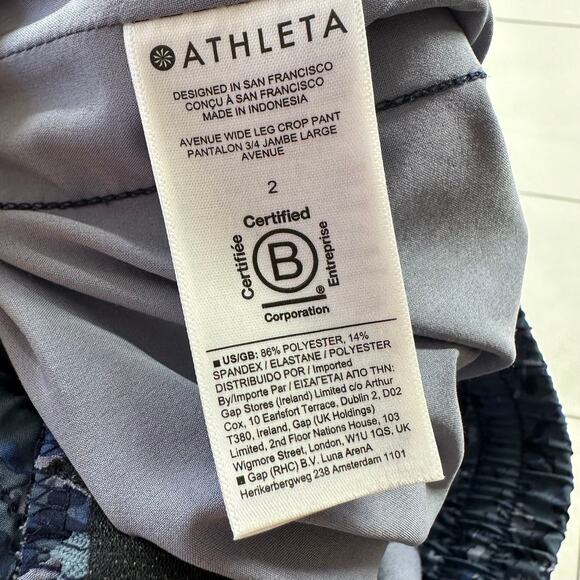 ATHLETA
DESIGNED IN SAN FRANCISCO
CONÇU À SAN FRANCISCO
MADE IN INDONESIA
AVENUE WIDE LEG CROP PANT
PANTALON 3/4 JAMBE LARGE
AVENUE
2
Certified
Certifiée
B
Entreprise
®
Corporation
■ US/GB: 86% POLYESTER, 14%
SPANDEX / ELASTANE / POLYESTER
DISTRIBUIDO POR / Imported
By/Importe Par / ΕΙΣΑΓΕΤΑΙ ΑΠΟ ΤΗΝ:
Gap Stores (Ireland) Limited c/o Arthur
Cox, 10 Earlsfort Terrace, Dublin 2, D02
T380, Ireland, Gap (UK Holdings)
Limited, 2nd Floor Nations House, 103
Wigmore Street, London, W1U 1QS, UK
■ Gap (RHC) B.V. Luna ArenA
Herikerbergweg 238 Amsterdam 1101